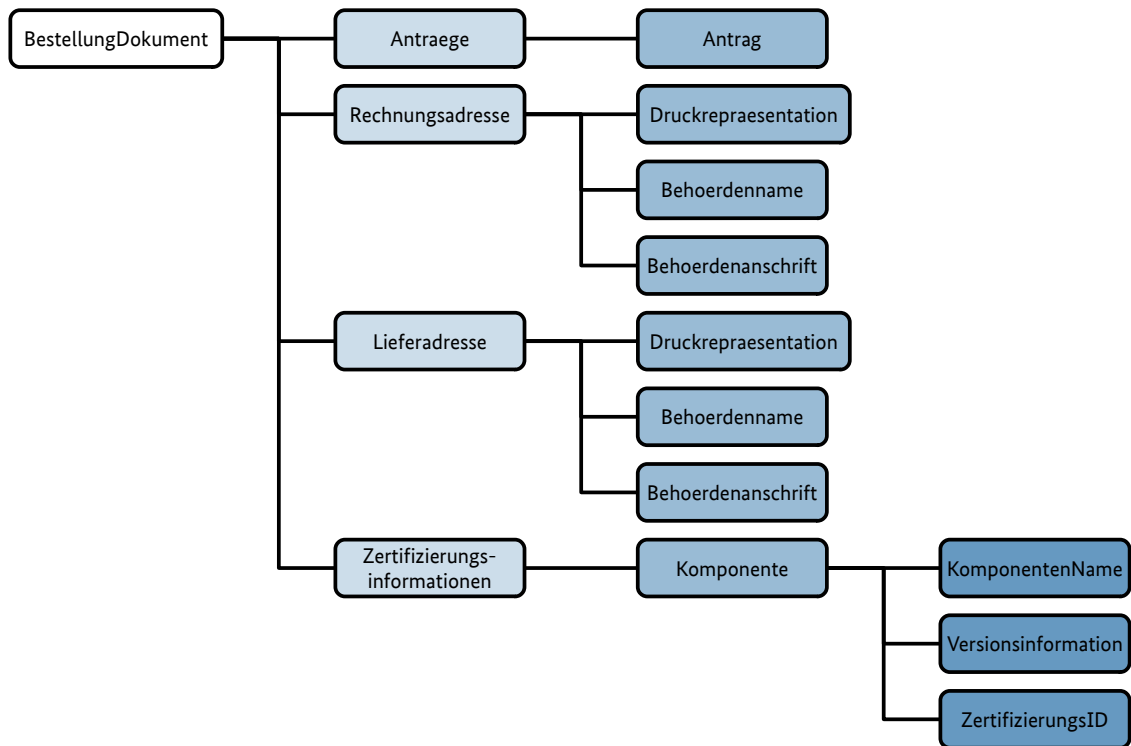 BestellungDokument
Antraege
Antrag
Rechnungsadresse
Druckrepraesentation
Behoerdenname
Behoerdenanschrift
Lieferadresse
Druckrepraesentation
Behoerdenname
Behoerdenanschrift
Zertifizierungs-
informationen
Komponente
KomponentenName
Versionsinformation
ZertifizierungsID